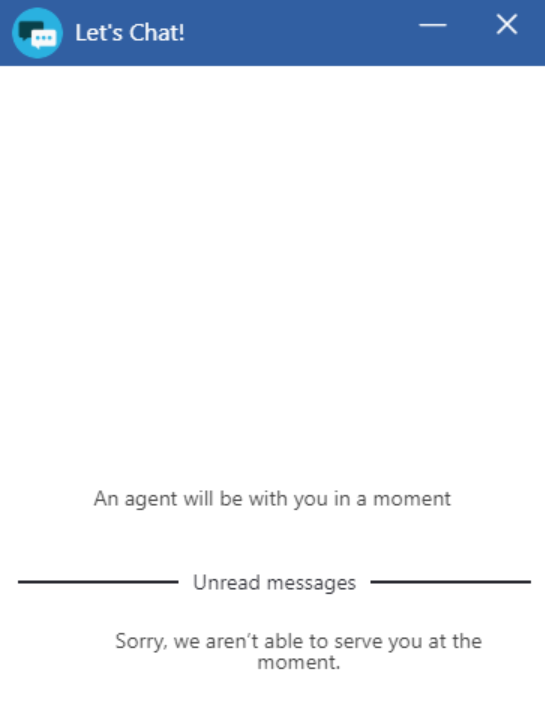 Let's Chat!
An agent will be with you in a moment
Unread messages
Sorry, we aren’t able to serve you at the
moment.